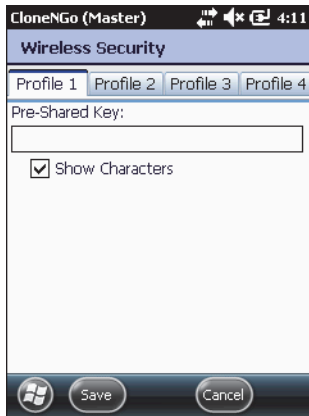 CloneNGo (Master) 4:11
Wireless Security
Profile 1 Profile 2 Profile 3 Profile 4
Pre-Shared Key:
Show Characters
Save Cancel